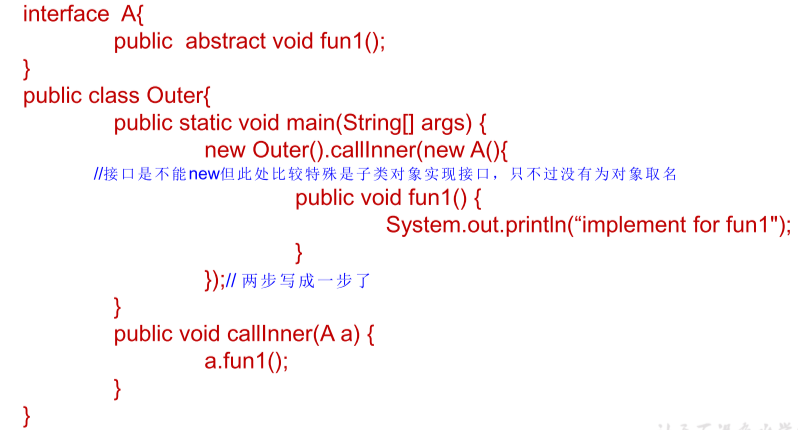 interface  A{
public  abstract void fun1();
}
public class Outer{
public static void main(String[] args) {
new Outer().callInner(new A(){
//接口是不能new但此处比较特殊是子类对象实现接口，只不过没有为对象取名
public void fun1() {
System.out.println(“implement for fun1");
}
});// 两步写成一步了
}
public void callInner(A a) {
a.fun1();
}
}